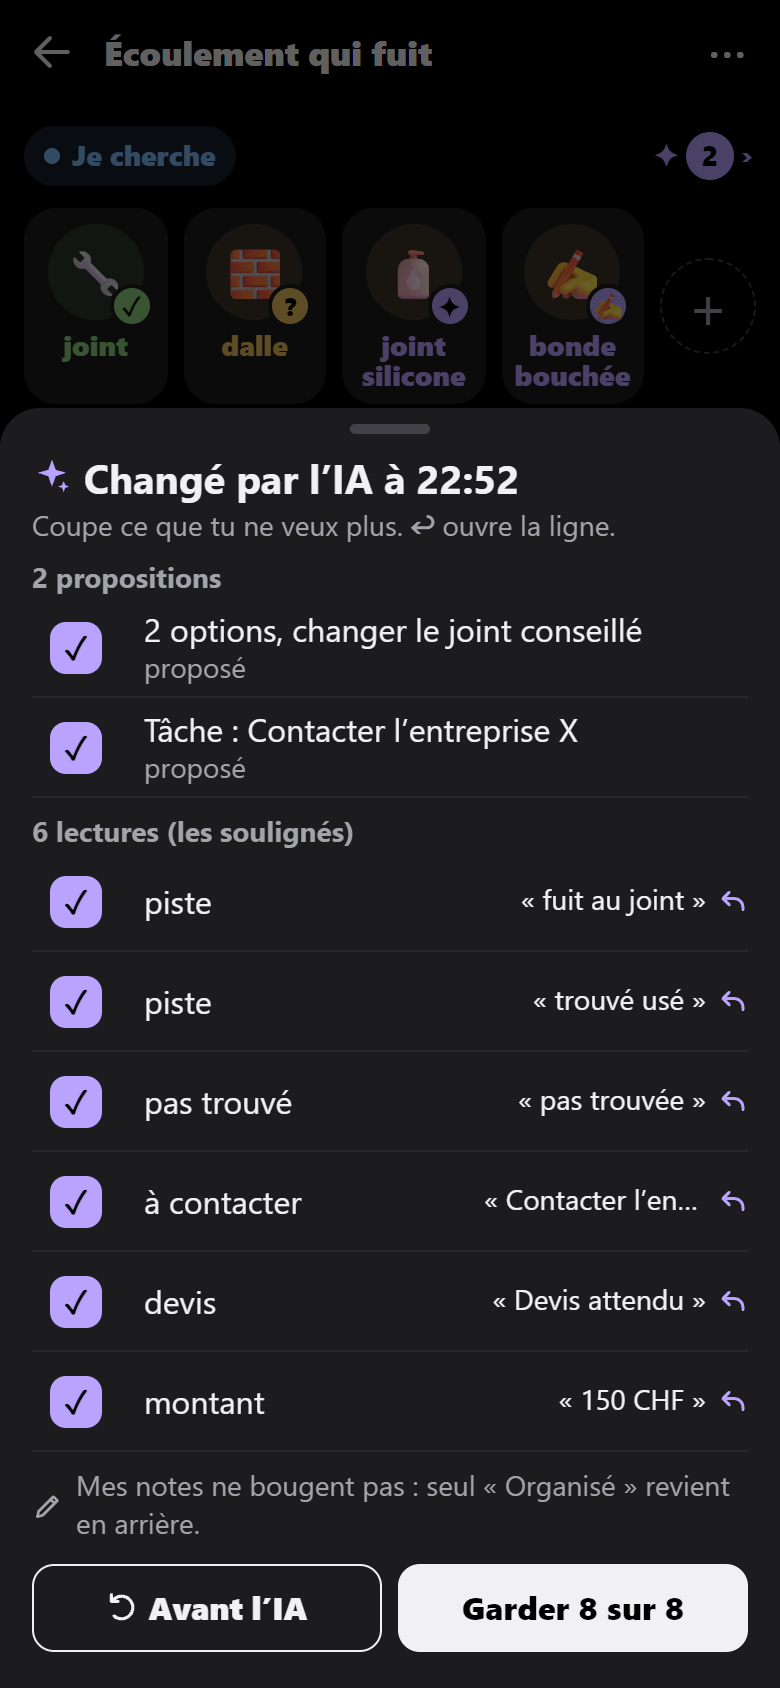 Écoulement qui fuit
Je cherche
2
joint
dalle
joint silicone
bonde bouchée
Changé par l’IA à 22:52
Coupe ce que tu ne veux plus. ↩ ouvre la ligne.
2 propositions
2 options, changer le joint conseillé
proposé
Tâche : Contacter l’entreprise X
proposé
6 lectures (les soulignés)
piste « fuit au joint »
piste « trouvé usé »
pas trouvé « pas trouvée »
à contacter « Contacter l’en…
devis « Devis attendu »
montant « 150 CHF »
Mes notes ne bougent pas : seul « Organisé » revient
en arrière.
Avant l’IA
Garder 8 sur 8